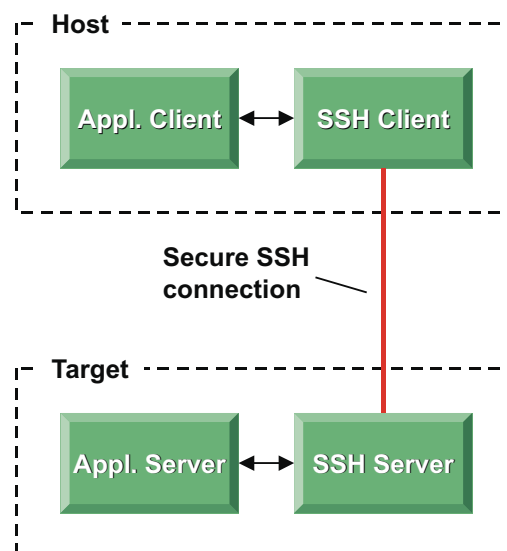 Host
Appl. Client
SSH Client
Secure SSH
connection
Target
Appl. Server
SSH Server